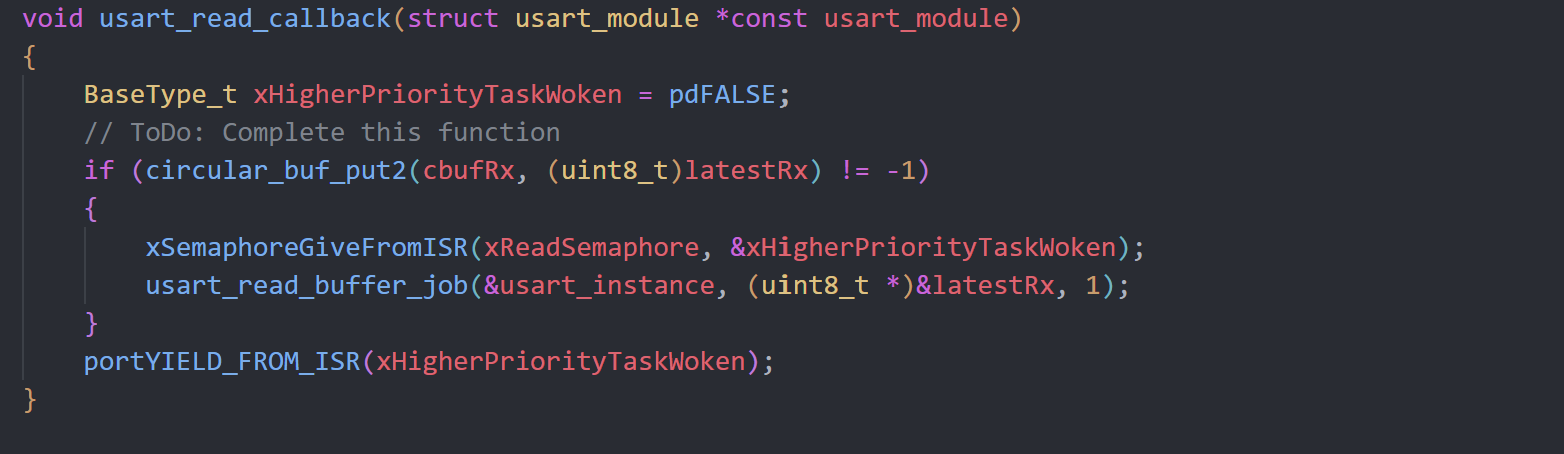 void usart_read_callback(struct usart_module *const usart_module)
{
    BaseType_t xHigherPriorityTaskWoken = pdFALSE;
    // ToDo: Complete this function
    if (circular_buf_put2(cbufRx, (uint8_t)latestRx) != -1)
    {
        xSemaphoreGiveFromISR(xReadSemaphore, &xHigherPriorityTaskWoken);
        usart_read_buffer_job(&usart_instance, (uint8_t *)&latestRx, 1);
    }
    portYIELD_FROM_ISR(xHigherPriorityTaskWoken);
}